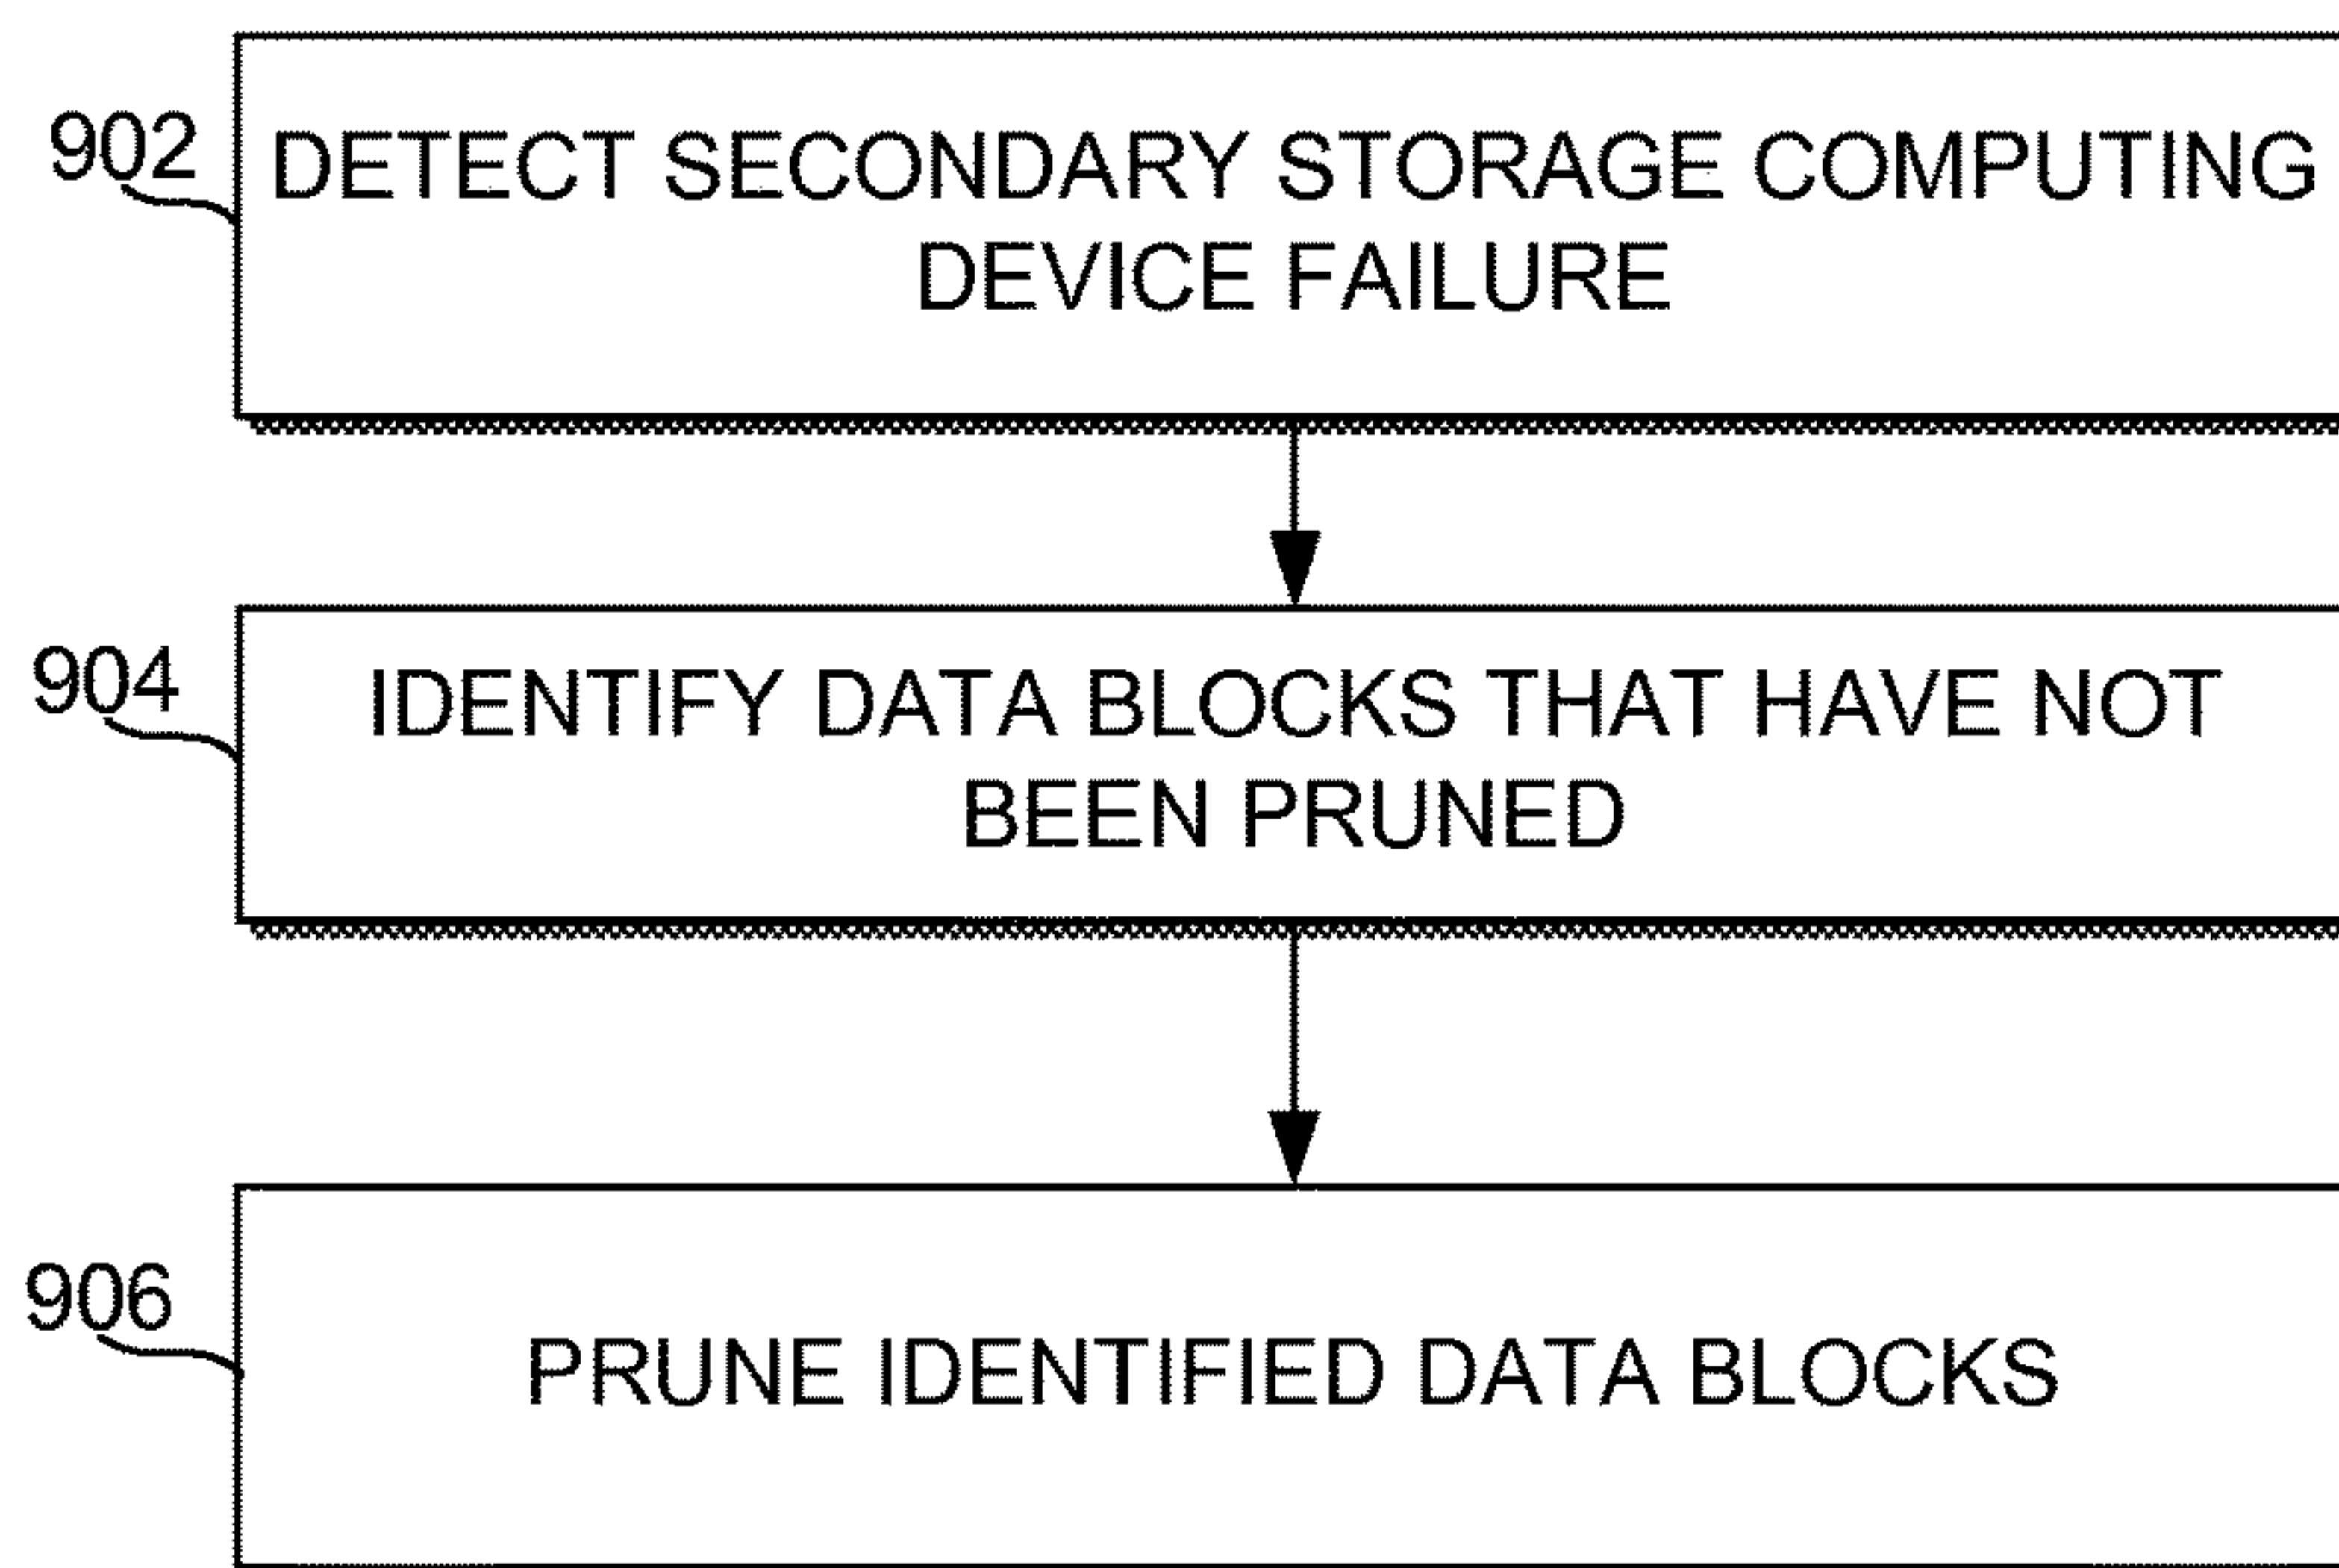 902
DETECT SECONDARY STORAGE COMPUTING
DEVICE FAILURE
904
IDENTIFY DATA BLOCKS THAT HAVE NOT
BEEN PRUNED
906
PRUNE IDENTIFIED DATA BLOCKS